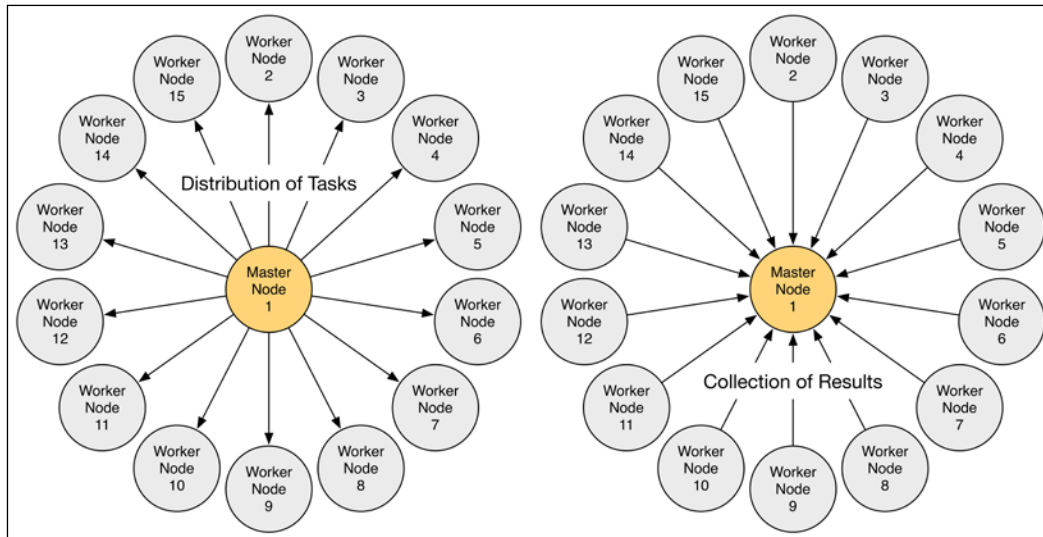 Worker
Node
2
Worker
Node
3
Worker
Node
4
Worker
Node
5
Worker
Node
6
Worker
Node
7
Worker
Node
8
Worker
Node
9
Worker
Node
10
Worker
Node
11
Worker
Node
12
Worker
Node
13
Worker
Node
14
Worker
Node
15
Distribution of Tasks
Master
Node
1
Worker
Node
2
Worker
Node
3
Worker
Node
4
Worker
Node
5
Worker
Node
6
Worker
Node
7
Worker
Node
8
Worker
Node
9
Worker
Node
10
Worker
Node
11
Worker
Node
12
Worker
Node
13
Worker
Node
14
Worker
Node
15
Master
Node
1
Collection of Results